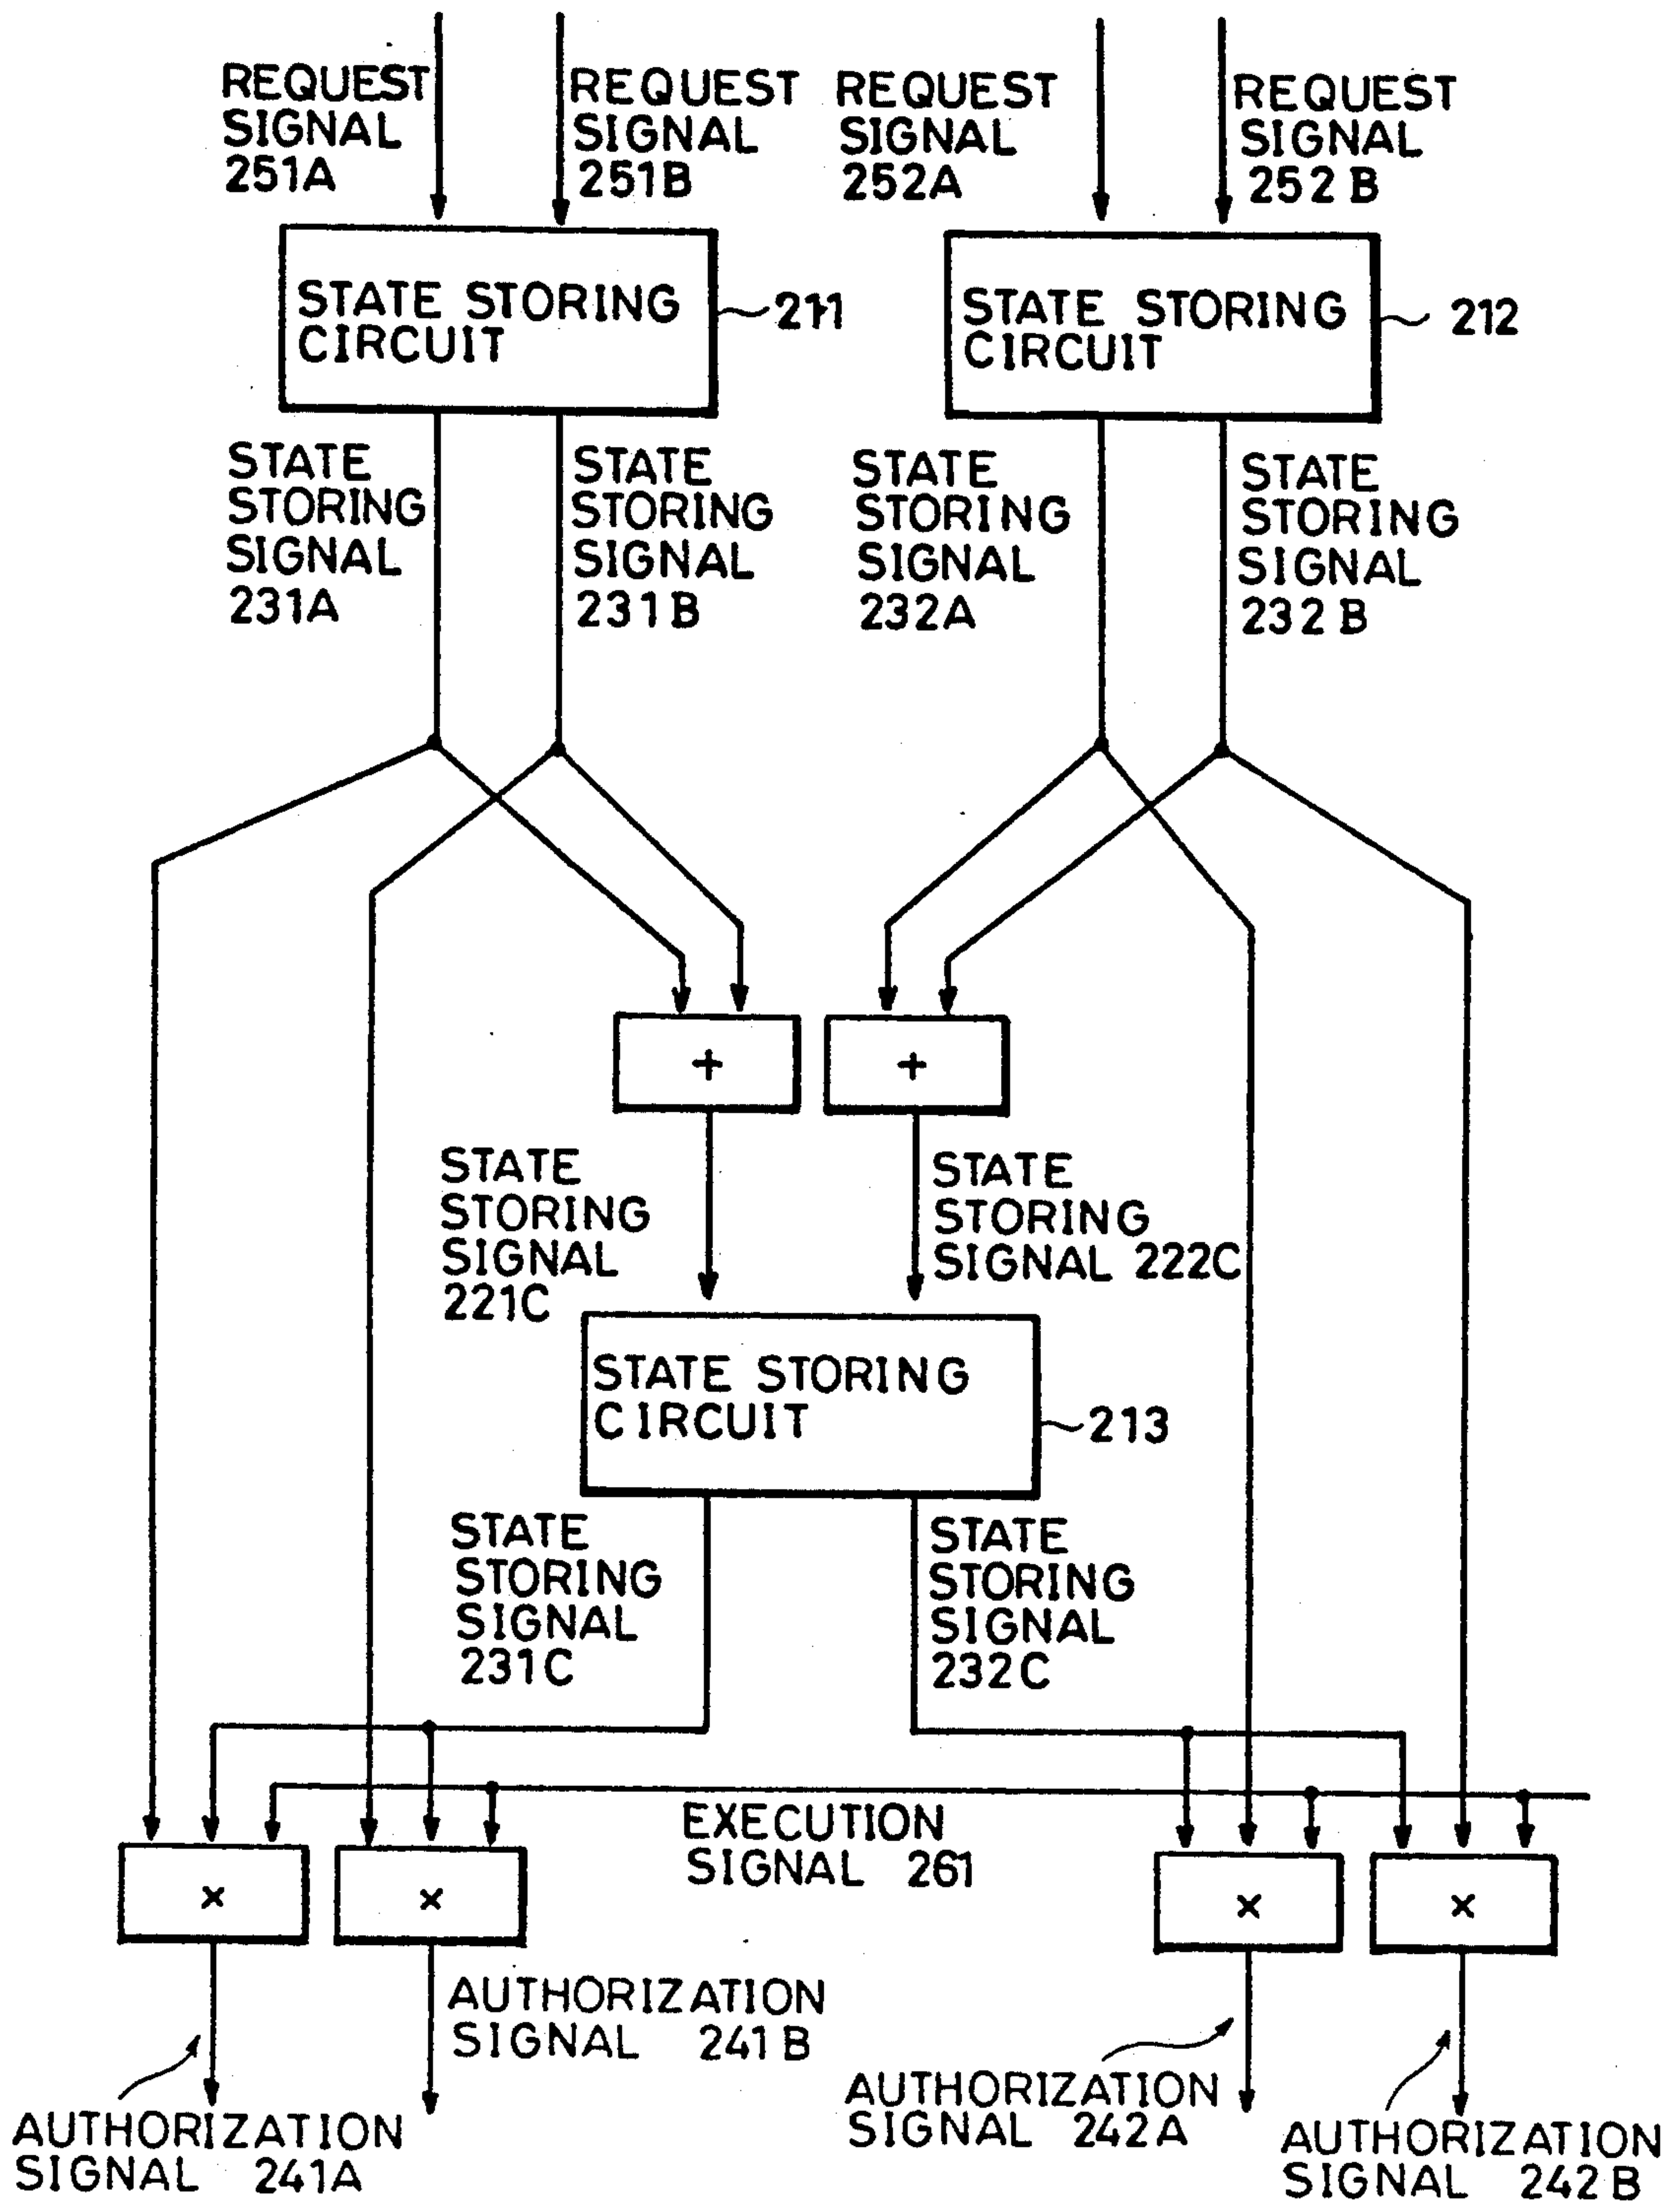 REQUEST
SIGNAL
251A
REQUEST
SIGNAL
251B
REQUEST
SIGNAL
252A
REQUEST
SIGNAL
252B
STATE STORING
CIRCUIT
211
STATE STORING
CIRCUIT
212
STATE
STORING
SIGNAL
231A
STATE
STORING
SIGNAL
231B
STATE
STORING
SIGNAL
232A
STATE
STORING
SIGNAL
232B
+
+
STATE
STORING
SIGNAL
221C
STATE
STORING
SIGNAL 222C
STATE STORING
CIRCUIT
213
STATE
STORING
SIGNAL
231C
STATE
STORING
SIGNAL
232C
EXECUTION
SIGNAL 261
x
x
x
x
AUTHORIZATION
SIGNAL 241A
AUTHORIZATION
SIGNAL 241B
AUTHORIZATION
SIGNAL 242A
AUTHORIZATION
SIGNAL 242B